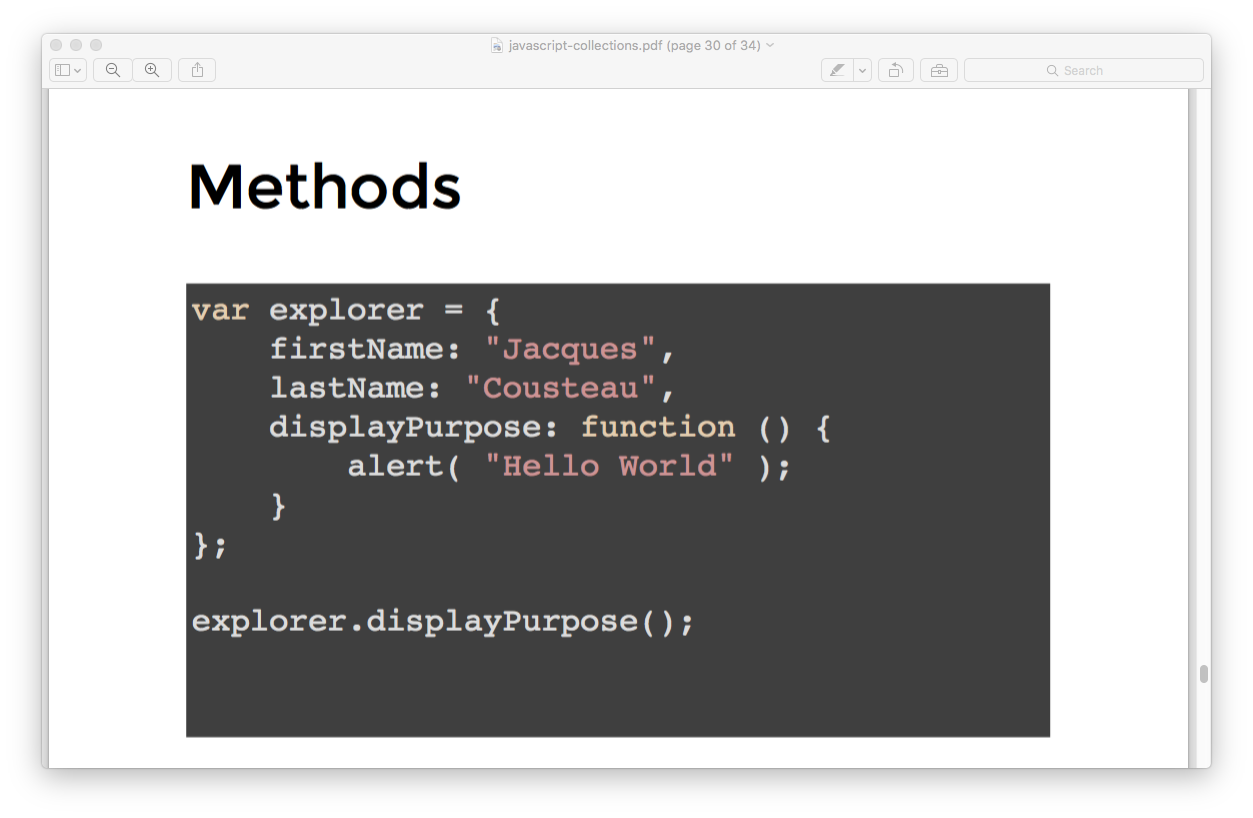 javascript-collections.pdf (page 30 of 34)
Search
Methods
var explorer = {
    firstName: "Jacques",
    lastName: "Cousteau",
    displayPurpose: function () {
        alert( "Hello World" );
    }
};

explorer.displayPurpose();